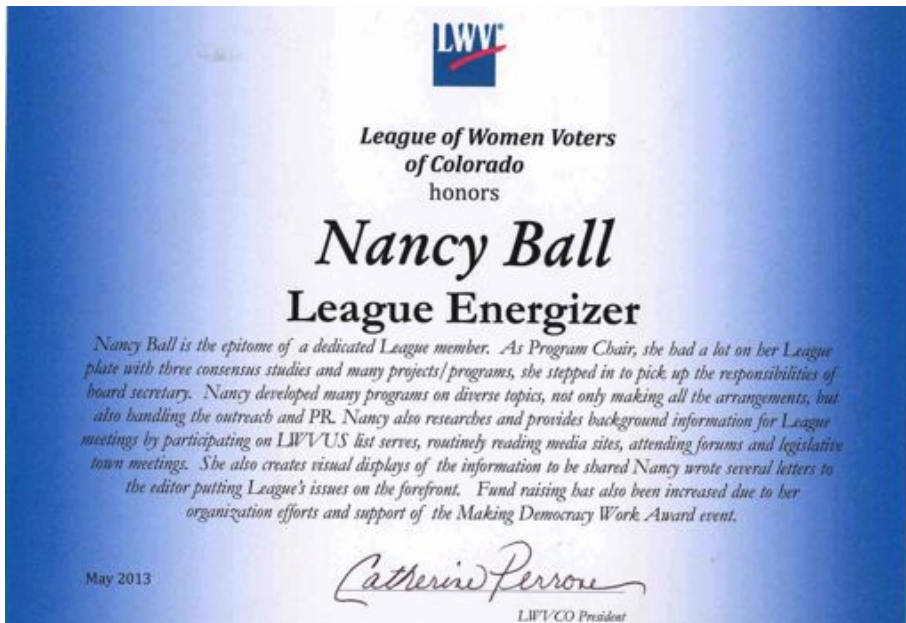 LWV®
League of Women Voters
of Colorado
honors
Nancy Ball
League Energizer
Nancy Ball is the epitome of a dedicated League member. As Program Chair, she had a lot on her League
plate with three consensus studies and many projects/programs, she stepped in to pick up the responsibilities of
board secretary. Nancy developed many programs on diverse topics, not only making all the arrangements, but
also handling the outreach and PR. Nancy also researches and provides background information for League
meetings by participating on LWVUS list serves, routinely reading media sites, attending forums and legislative
town meetings. She also creates visual displays of the information to be shared Nancy wrote several letters to
the editor putting League's issues on the forefront. Fund raising has also been increased due to her
organization efforts and support of the Making Democracy Work Award event.
May 2013
Catherine Perrone
LWVCO President